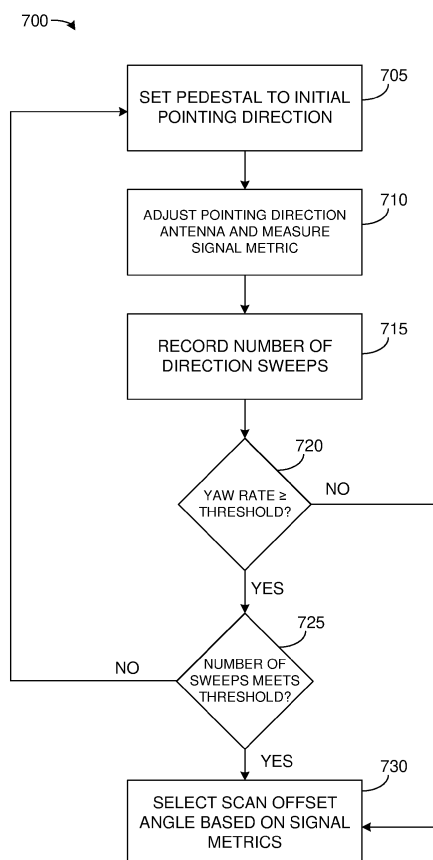 700
705
SET PEDESTAL TO INITIAL
POINTING DIRECTION
710
ADJUST POINTING DIRECTION
ANTENNA AND MEASURE
SIGNAL METRIC
715
RECORD NUMBER OF
DIRECTION SWEEPS
720
YAW RATE ≥
THRESHOLD?
NO
YES
725
NUMBER OF
SWEEPS MEETS
THRESHOLD?
NO
YES
730
SELECT SCAN OFFSET
ANGLE BASED ON SIGNAL
METRICS